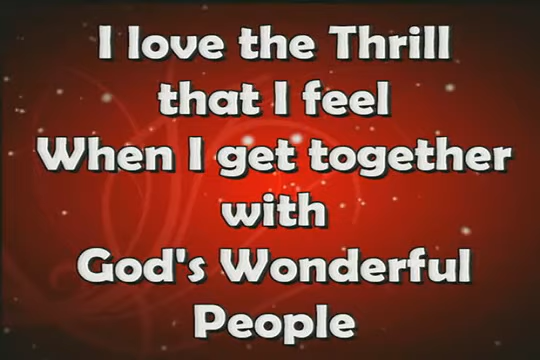 I love the Thrill
that I feel
When I get together
with
God's Wonderful
People